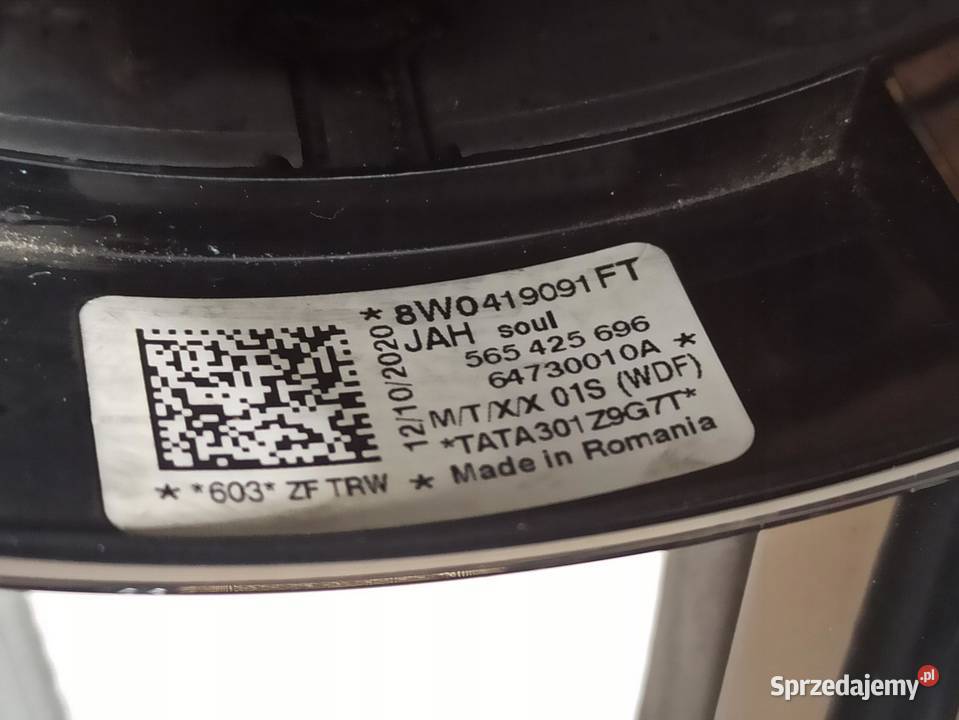 *8W0419091FT
JAH soul
565 425 696
64730010A *
M/T/X/X 01S (WDF)
*TATA301Z9G7T*
* Made in Romania
12/10/2020
* *603* ZF TRW
Sprzedajemy.pl